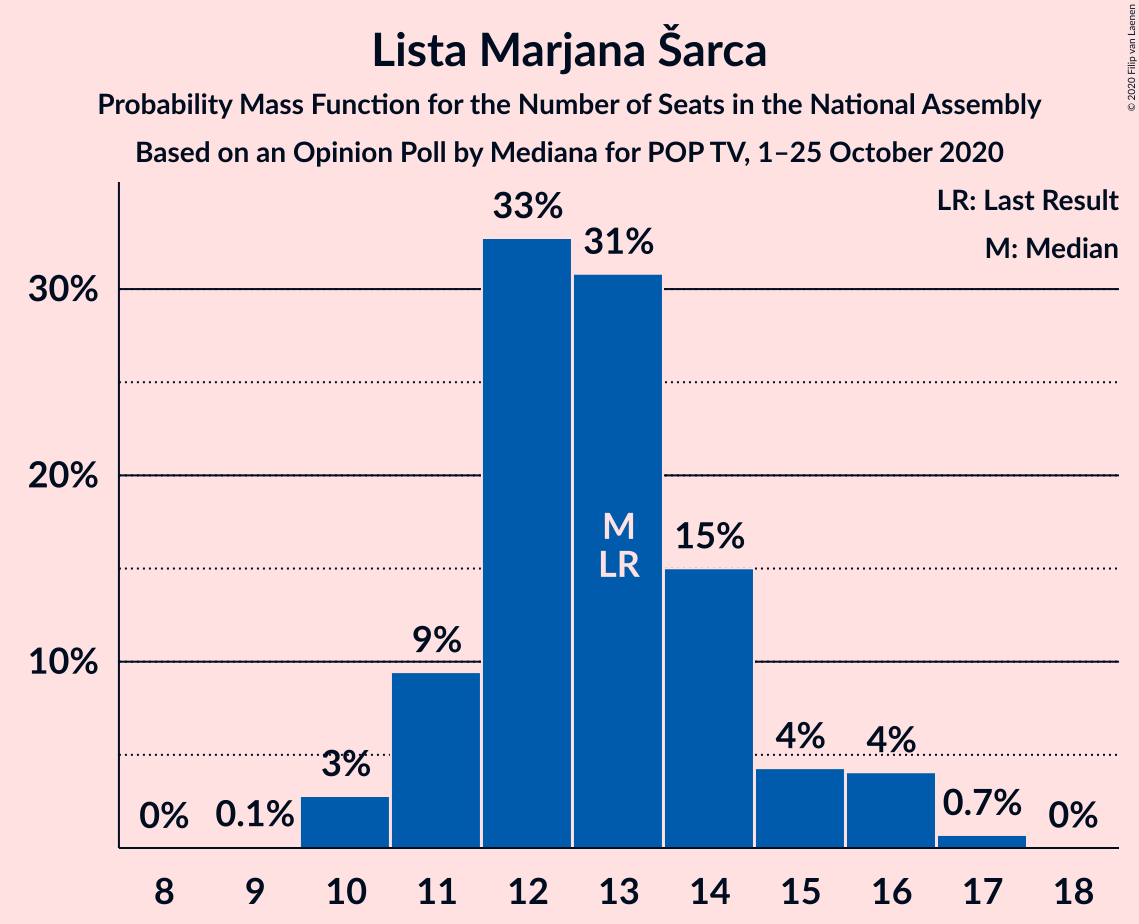 Lista Marjana Šarca
Probability Mass Function for the Number of Seats in the National Assembly
Based on an Opinion Poll by Mediana for POP TV, 1–25 October 2020
© 2020 Filip van Laenen
LR: Last Result
M: Median
30%
20%
10%
0%
0.1%
3%
9%
33%
31%
15%
4%
4%
0.7%
0%
M
LR
8 9 10 11 12 13 14 15 16 17 18